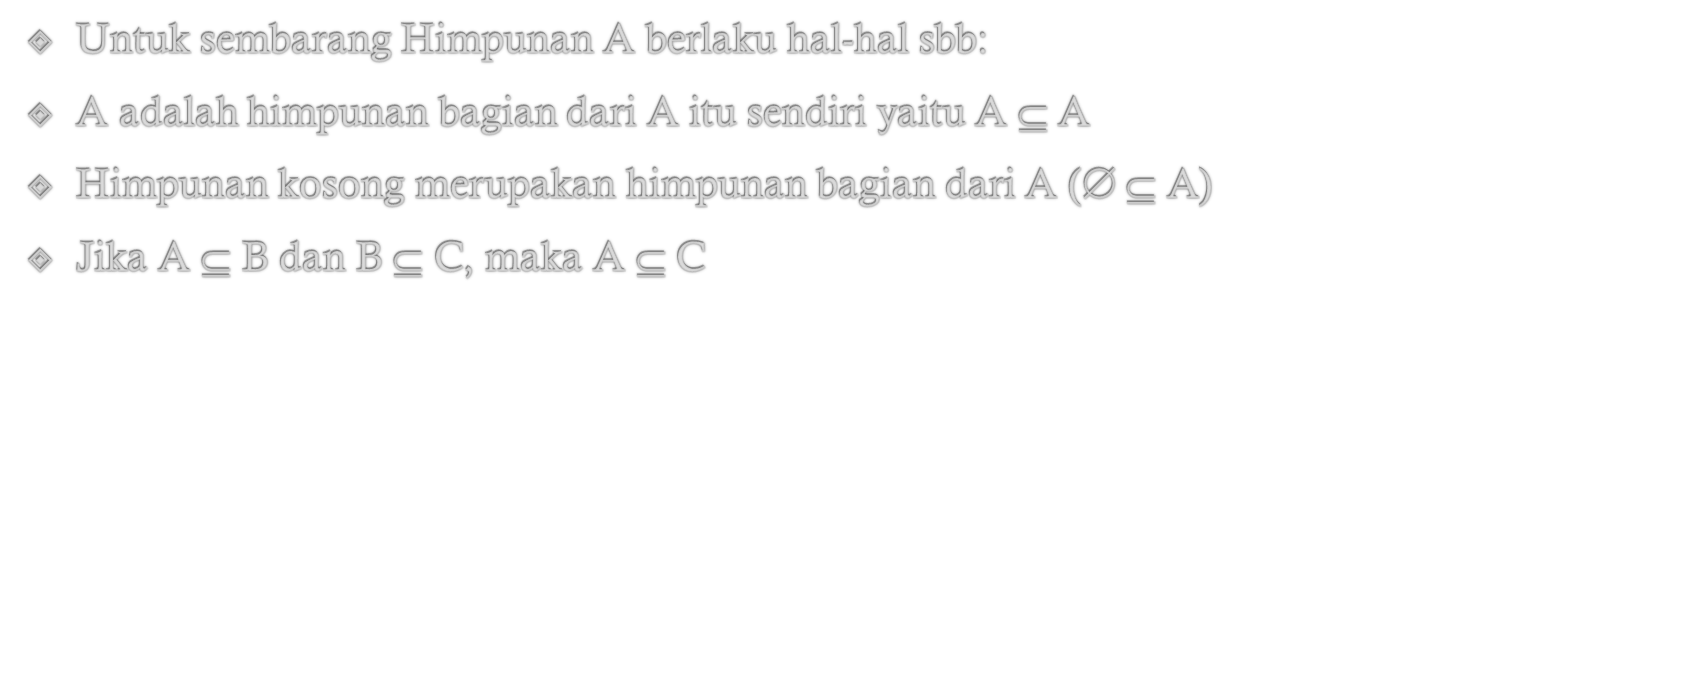 Untuk sembarang Himpunan A berlaku hal-hal sbb:
A adalah himpunan bagian dari A itu sendiri yaitu A ⊆ A
Himpunan kosong merupakan himpunan bagian dari A (∅ ⊆ A)
Jika A ⊆ B dan B ⊆ C, maka A ⊆ C